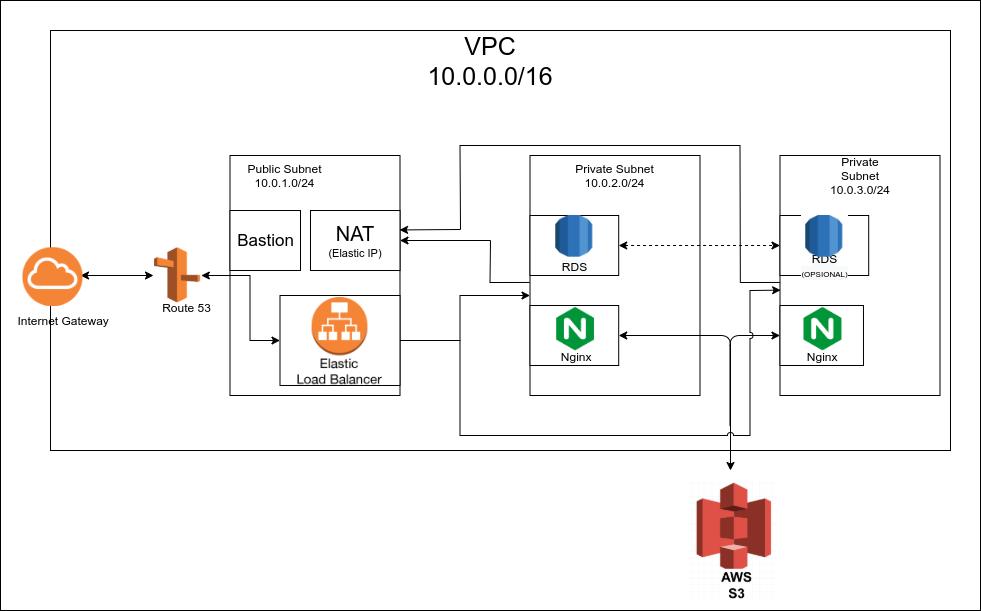 VPC
10.0.0.0/16
Public Subnet
10.0.1.0/24
Private Subnet
10.0.2.0/24
Private
Subnet
10.0.3.0/24
Bastion
NAT
(Elastic IP)
RDS
RDS
(OPSIONAL)
Internet Gateway
Route 53
Elastic
Load Balancer
Nginx
Nginx
AWS
S3